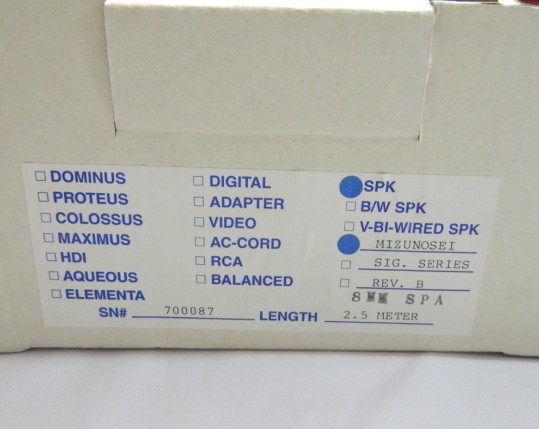 DOMINUS
PROTEUS
COLOSSUS
MAXIMUS
HDI
AQUEOUS
ELEMENTA
DIGITAL
ADAPTER
VIDEO
AC-CORD
RCA
BALANCED
SPK
B/W SPK
V-BI-WIRED SPK
MIZUNOSEI
SIG. SERIES
REV. B
8MM SPA
SN# 700087 LENGTH 2.5 METER